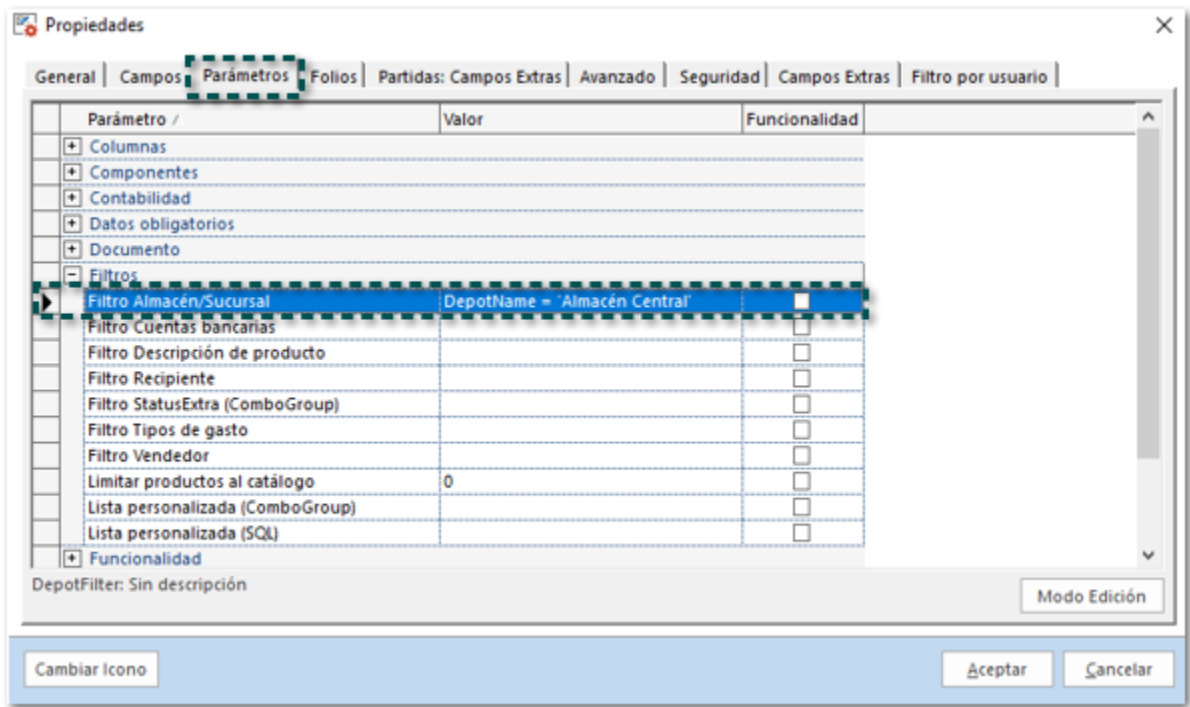 Propiedades
General Campos Parámetros Folios Partidas: Campos Extras Avanzado Seguridad Campos Extras Filtro por usuario
Parámetro Valor Funcionalidad
Columnas
Componentes
Contabilidad
Datos obligatorios
Documento
Filtros
Filtro Almacén/Sucursal DepotName = ´Almacén Central´
Filtro Cuentas bancarias
Filtro Descripción de producto
Filtro Recipiente
Filtro StatusExtra (ComboGroup)
Filtro Tipos de gasto
Filtro Vendedor
Limitar productos al catálogo 0
Lista personalizada (ComboGroup)
Lista personalizada (SQL)
Funcionalidad
DepotFilter: Sin descripción
Modo Edición
Cambiar Icono Aceptar Cancelar